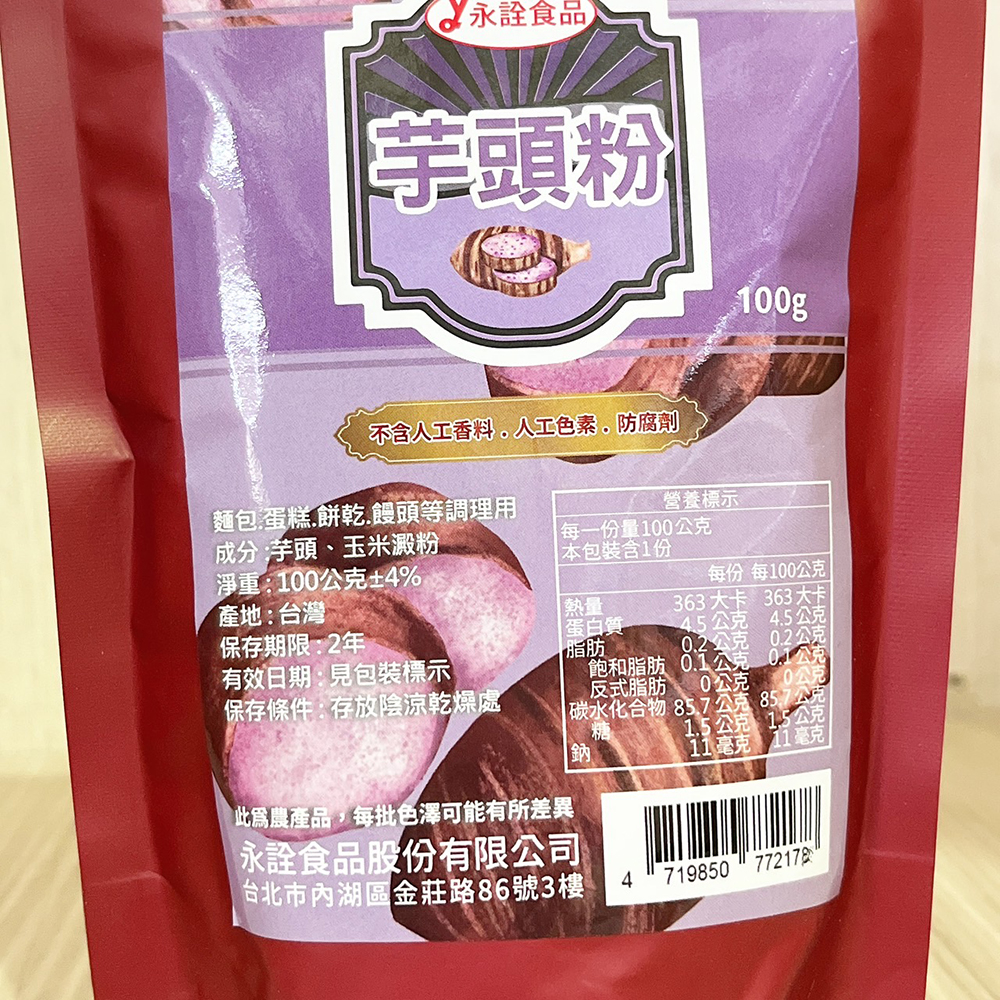 永詮食品
芋頭粉
100g
不含人工香料.人工色素.防腐劑
麵包.蛋糕.餅乾.饅頭等調理用
成分:芋頭、玉米澱粉
淨重:100公克±4%
產地:台灣
保存期限:2年
有效日期:見包裝標示
保存條件:存放陰涼乾燥處
營養標示
每一份量100公克
本包裝含1份
每份 每100公克
熱量 363大卡 363大卡
蛋白質 4.5公克 4.5公克
脂肪 0.2公克 0.2公克
飽和脂肪 0.1公克 0.1公克
反式脂肪 0公克 0公克
碳水化合物 85.7公克 85.7公克
糖 1.5公克 1.5公克
鈉 11毫克 11毫克
此為農產品，每批色澤可能有所差異
永詮食品股份有限公司
台北市內湖區金莊路86號3樓
4 719850 772178